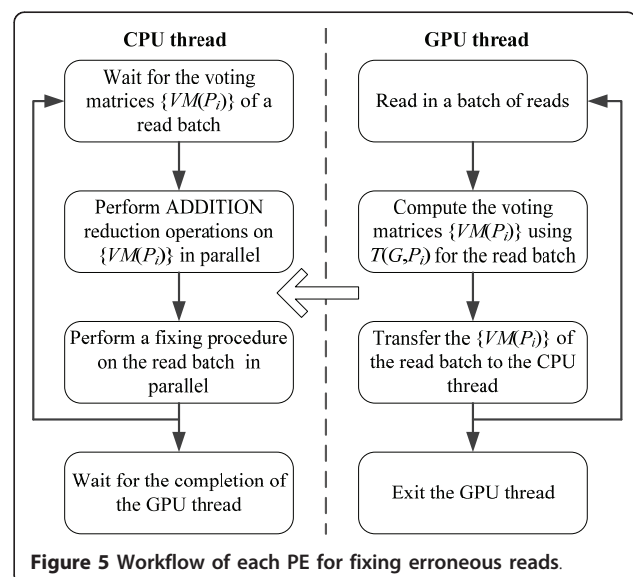 CPU thread
Wait for the voting
matrices {VM(Pi)} of a
read batch
Perform ADDITION
reduction operations on
{VM(Pi)} in parallel
Perform a fixing procedure
on the read batch in
parallel
Wait for the completion of
the GPU thread
GPU thread
Read in a batch of reads
Compute the voting
matrices {VM(Pi)} using
T(G,Pi) for the read batch
Transfer the {VM(Pi)} of
the read batch to the CPU
thread
Exit the GPU thread
Figure 5 Workflow of each PE for fixing erroneous reads.